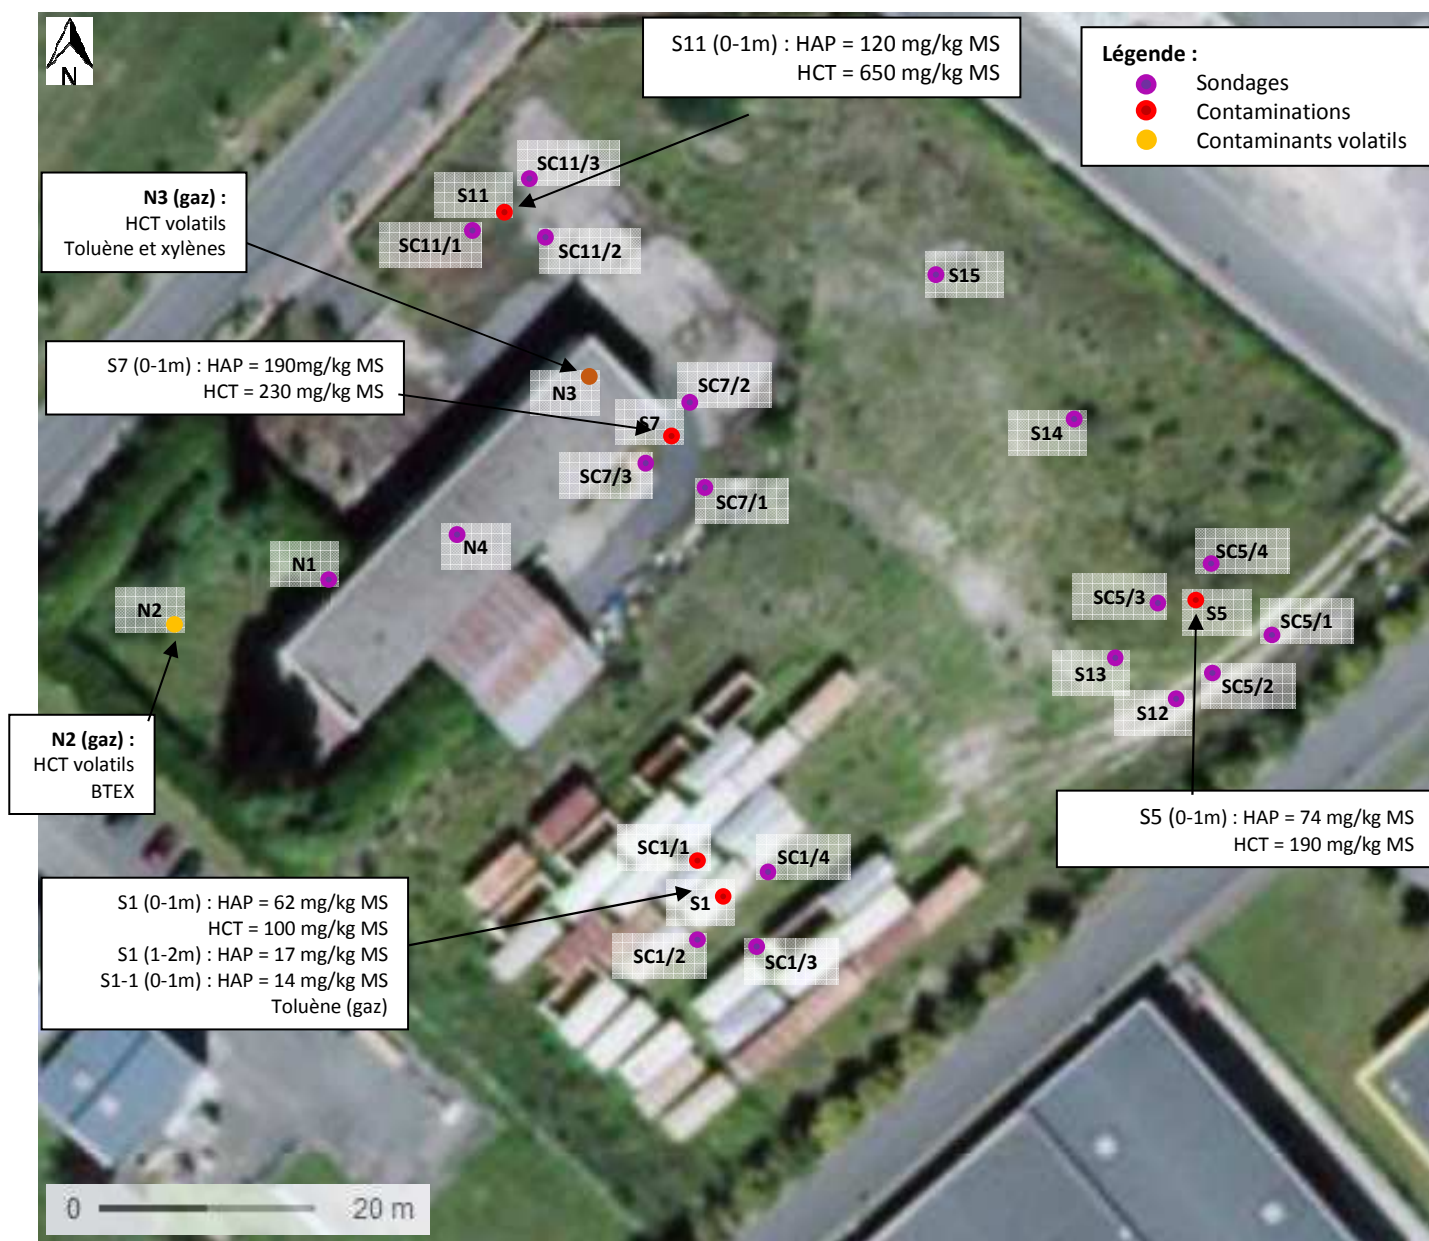 N
S11 (0-1m) : HAP = 120 mg/kg MS
HCT = 650 mg/kg MS
Légende :
Sondages
Contaminations
Contaminants volatils
SC11/3
S11
SC11/1
SC11/2
N3 (gaz) :
HCT volatils
Toluène et xylènes
S15
S7 (0-1m) : HAP = 190mg/kg MS
HCT = 230 mg/kg MS
N3
SC7/2
S7
SC7/3
SC7/1
S14
N4
N1
N2
SC5/4
SC5/3
S5
SC5/1
S13
SC5/2
S12
N2 (gaz) :
HCT volatils
BTEX
S5 (0-1m) : HAP = 74 mg/kg MS
HCT = 190 mg/kg MS
SC1/1
SC1/4
S1
SC1/2
SC1/3
S1 (0-1m) : HAP = 62 mg/kg MS
HCT = 100 mg/kg MS
S1 (1-2m) : HAP = 17 mg/kg MS
S1-1 (0-1m) : HAP = 14 mg/kg MS
Toluène (gaz)
0 20 m